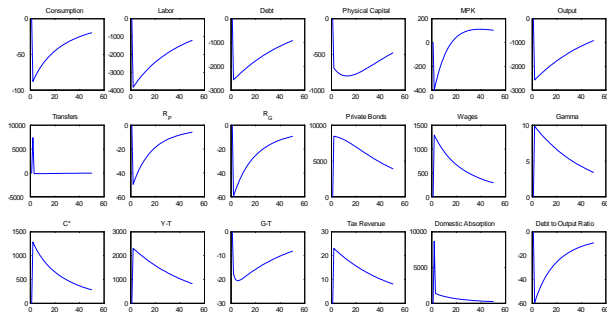 Consumption Labor Debt Physical Capital MPK Output
0 0 0 0 200 0
-50 -1000 -1000 -500 0 -1000
-2000 -2000 -200 -2000
-3000
-100 -4000 -3000 -1000 -400 -3000
0 20 40 60 0 20 40 60 0 20 40 60 0 20 40 60 0 20 40 60 0 20 40 60
Transfers R_P R_G Private Bonds Wages Gamma
10000 0 0 10000 1500 10
5000 -20 -20 5000 1000 5
0 -40 -40 500
-5000 -60 -60 0 0 0
0 20 40 60 0 20 40 60 0 20 40 60 0 20 40 60 0 20 40 60 0 20 40 60
C* Y-T G-T Tax Revenue Domestic Absorption Debt to Output Ratio
1500 3000 0 30 10000 0
1000 2000 -10 20 5000 -20
500 1000 -20 10 -40
0 0 -30 0 0 -60
0 20 40 60 0 20 40 60 0 20 40 60 0 20 40 60 0 20 40 60 0 20 40 60